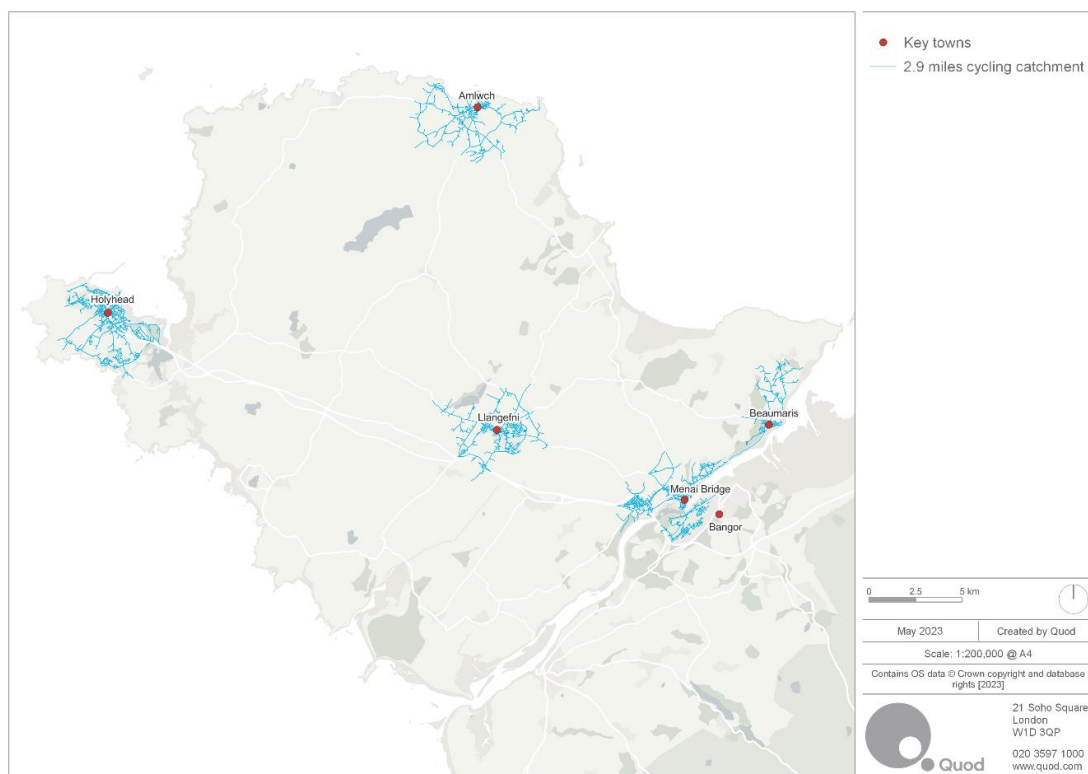 Key towns
2.9 miles cycling catchment
Amlwch
Holyhead
Llangefni
Beaumaris
Menai Bridge
Bangor
0 2.5 5 km
May 2023
Created by Quod
Scale: 1:200,000 @ A4
Contains OS data © Crown copyright and database
rights [2023]
21 Soho Square
London
W1D 3QP
020 3597 1000
www.quod.com
Quod